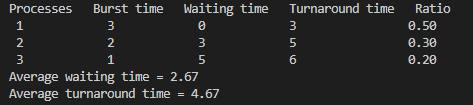 Processes Burst time Waiting time Turnaround time Ratio
1 3 0 3 0.50
2 2 3 5 0.30
3 1 5 6 0.20
Average waiting time = 2.67
Average turnaround time = 4.67